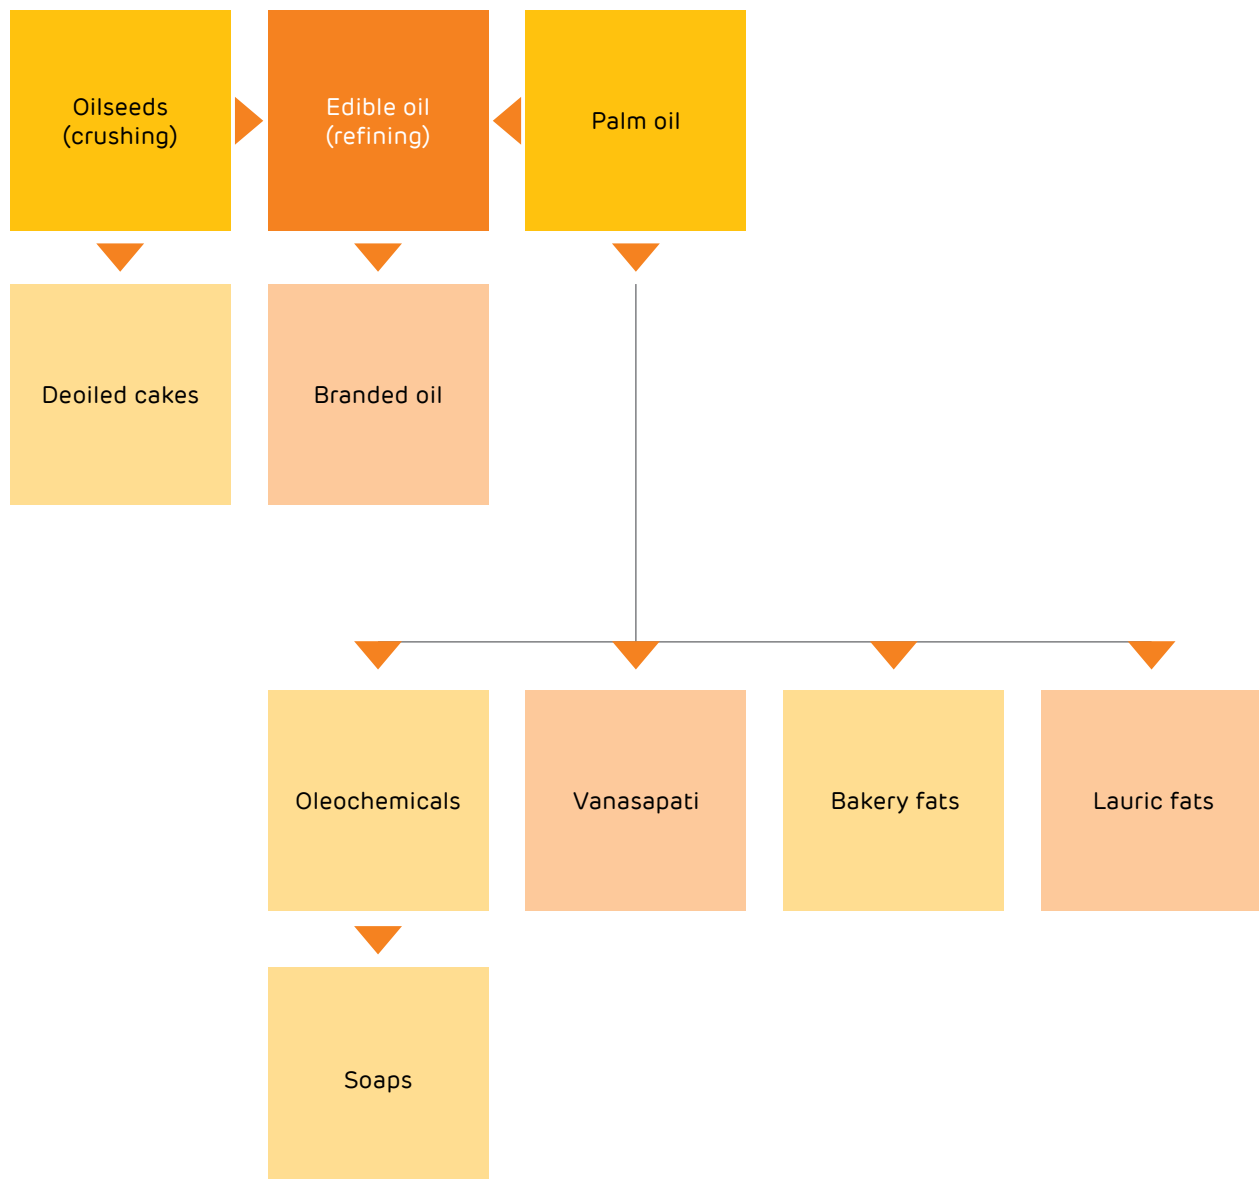 Oilseeds
(crushing)
Edible oil
(refining)
Palm oil
Deoiled cakes
Branded oil
Oleochemicals
Vanasapati
Bakery fats
Lauric fats
Soaps